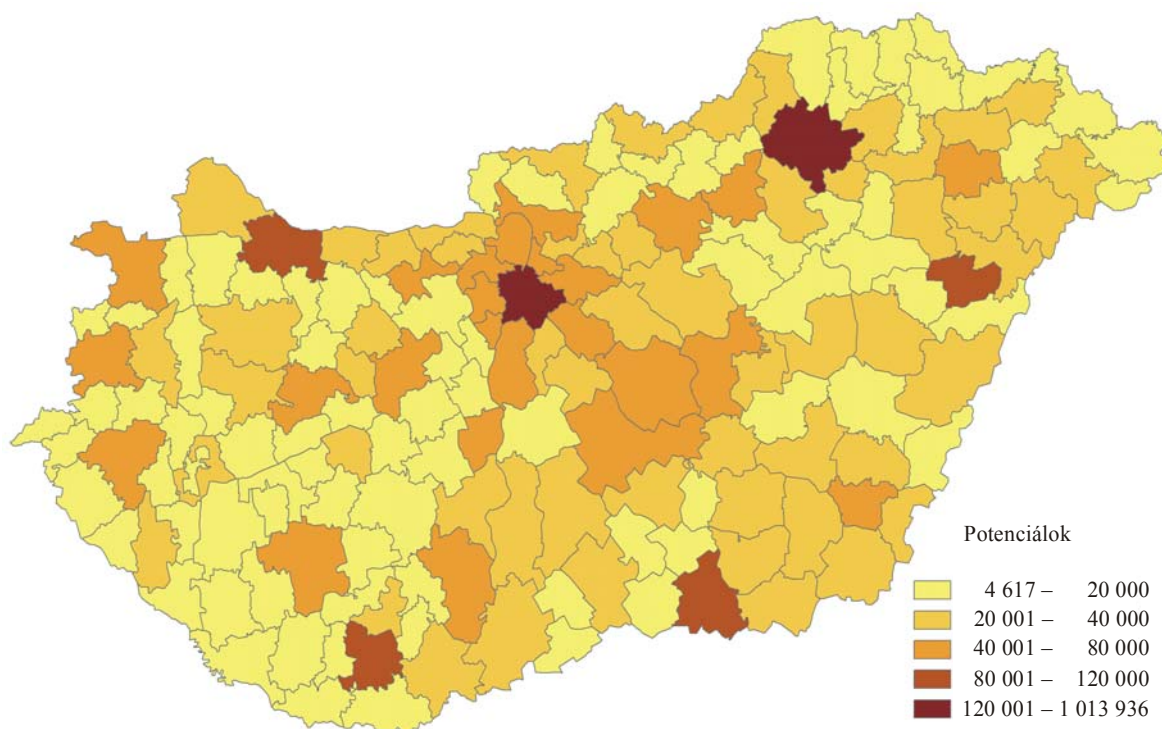 Potenciálok
4 617 – 20 000
20 001 – 40 000
40 001 – 80 000
80 001 – 120 000
120 001 – 1 013 936